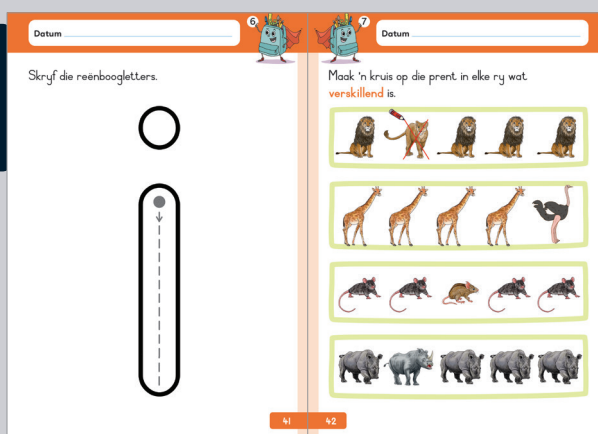 Datum
6
Skryf die reënboogletters.
41
7
Datum
Maak 'n kruis op die prent in elke ry wat
verskillend is.
42